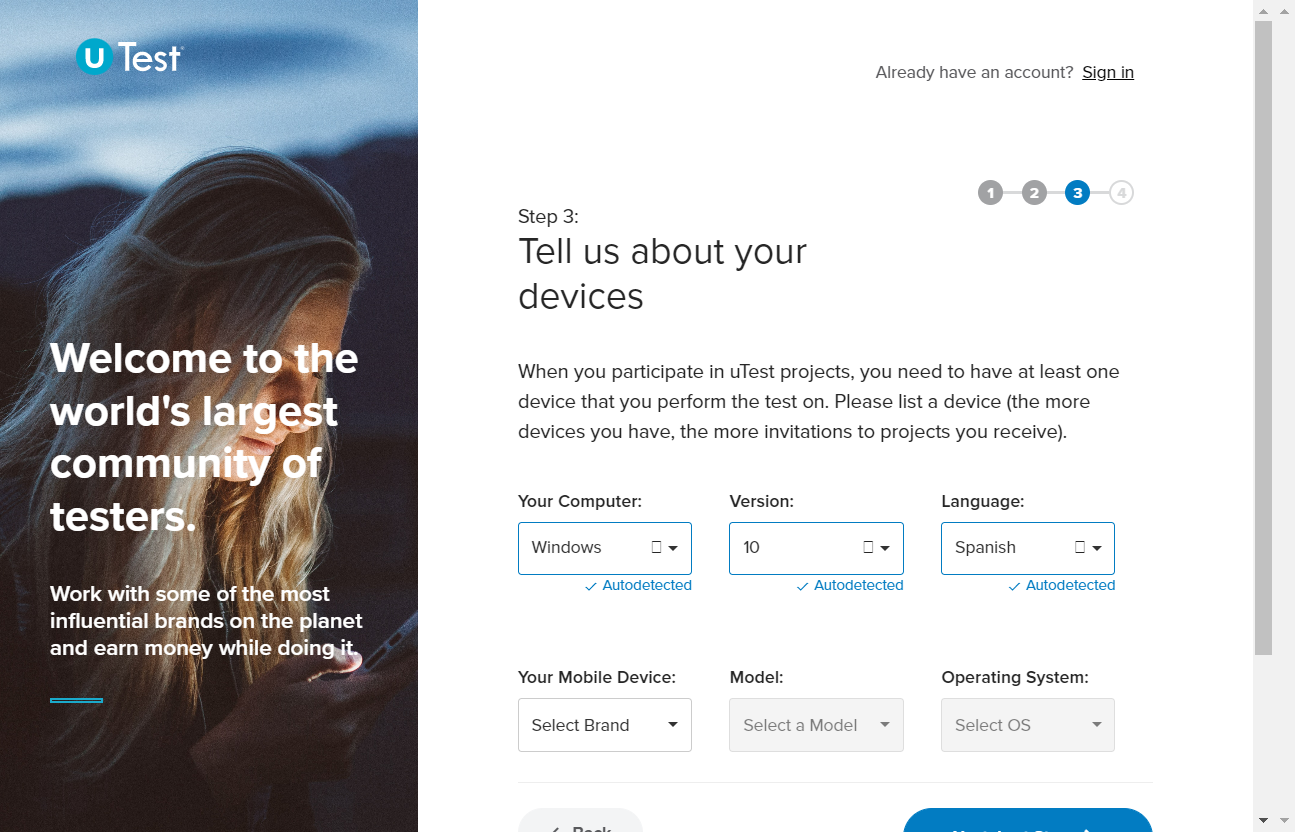 U Test
Already have an account? Sign in
1 2 3 4
Step 3:
Tell us about your
devices
Welcome to the
world's largest
community of
testers.
Work with some of the most
influential brands on the planet
and earn money while doing it.
When you participate in uTest projects, you need to have at least one
device that you perform the test on. Please list a device (the more
devices you have, the more invitations to projects you receive).
Your Computer: Version: Language:
Windows 10 Spanish
Autodetected Autodetected Autodetected
Your Mobile Device: Model: Operating System:
Select Brand Select a Model Select OS
Back